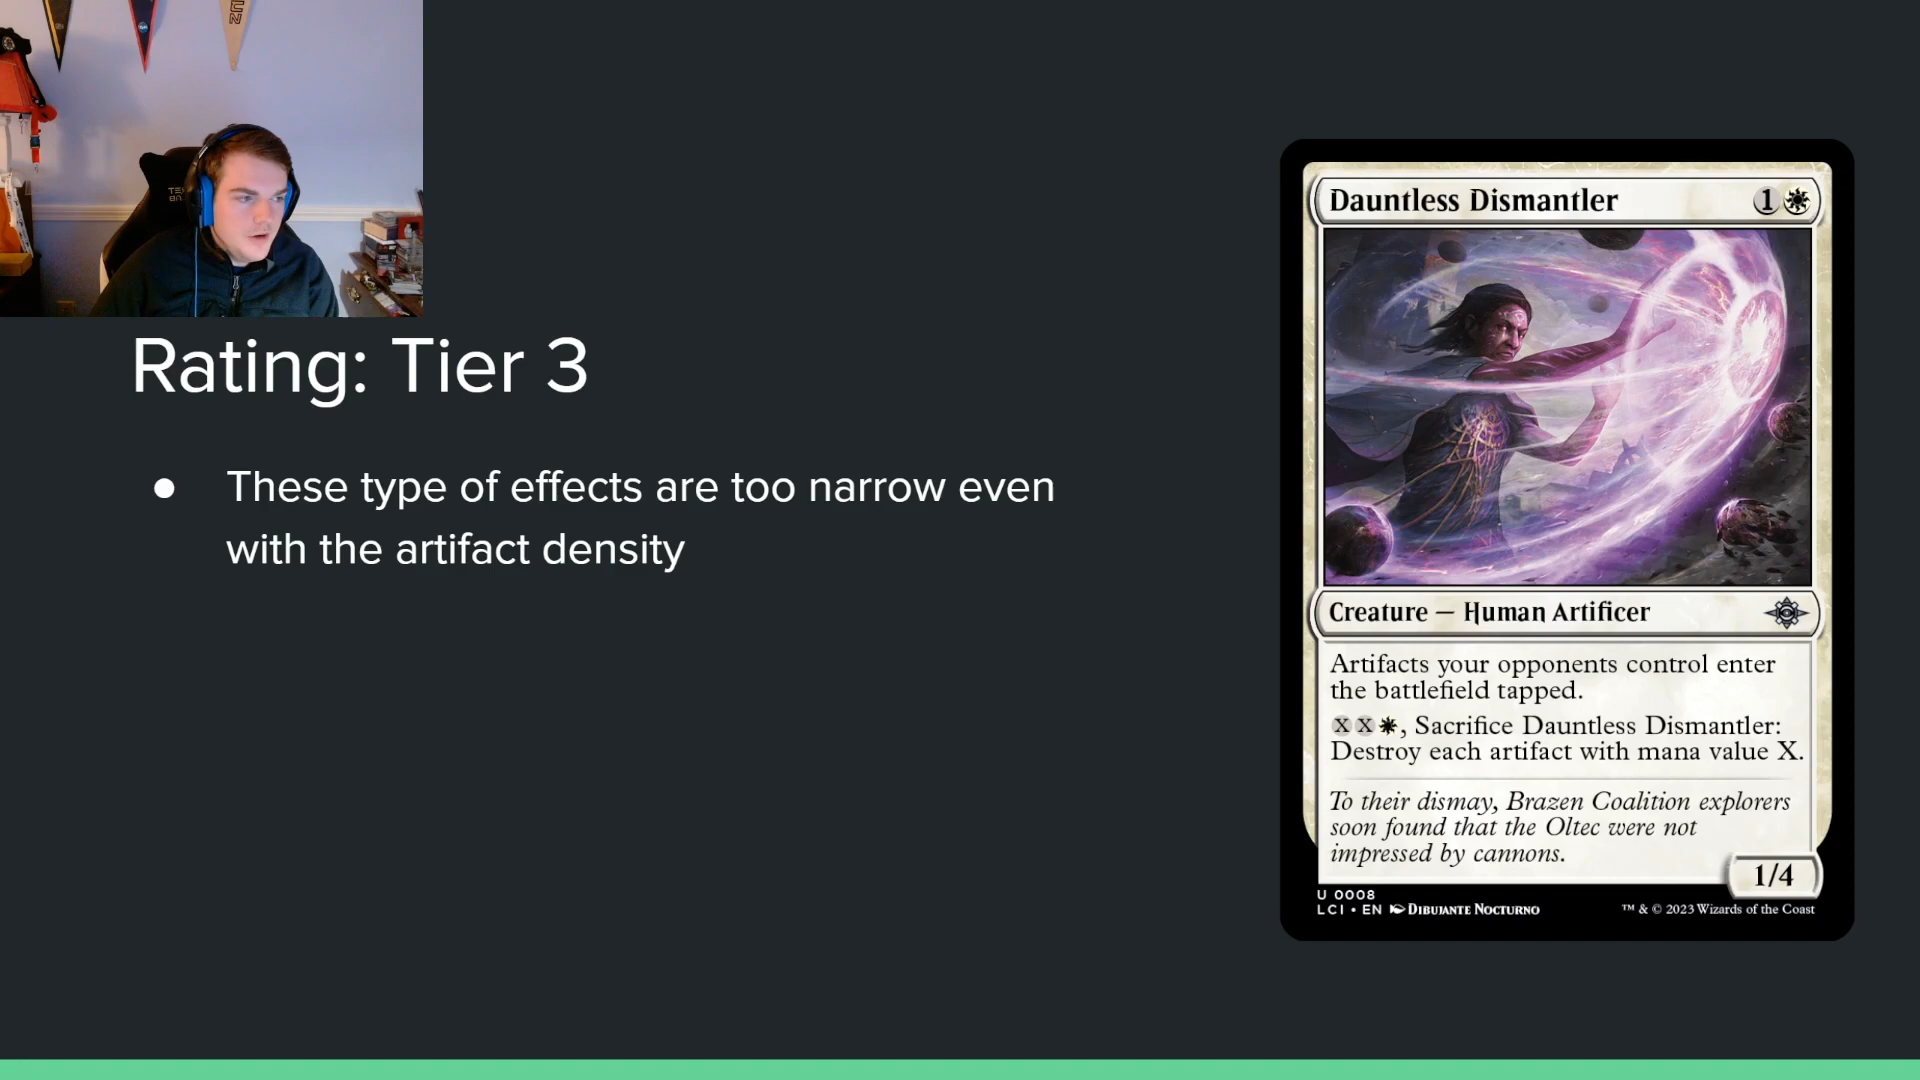 Rating: Tier 3
● These type of effects are too narrow even
with the artifact density
Dauntless Dismantler 1
Creature — Human Artificer
Artifacts your opponents control enter
the battlefield tapped.
XX, Sacrifice Dauntless Dismantler:
Destroy each artifact with mana value X.
To their dismay, Brazen Coalition explorers
soon found that the Oltec were not
impressed by cannons.
1/4
U 0008
LCI • EN Dibujante Nocturno
™ & © 2023 Wizards of the Coast